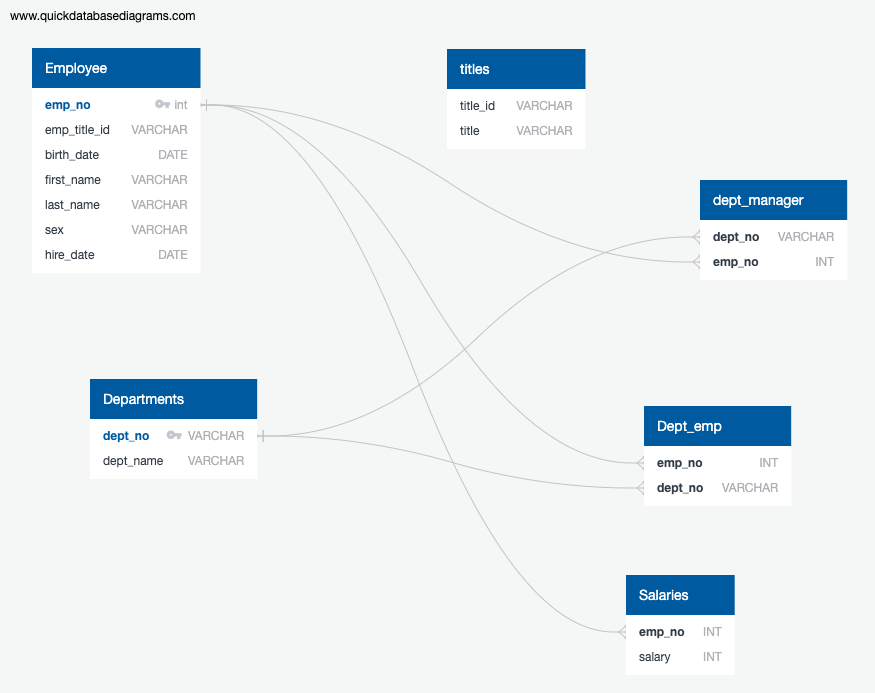 www.quickdatabasediagrams.com
Employee
emp_no int
emp_title_id VARCHAR
birth_date DATE
first_name VARCHAR
last_name VARCHAR
sex VARCHAR
hire_date DATE
titles
title_id VARCHAR
title VARCHAR
dept_manager
dept_no VARCHAR
emp_no INT
Departments
dept_no VARCHAR
dept_name VARCHAR
Dept_emp
emp_no INT
dept_no VARCHAR
Salaries
emp_no INT
salary INT